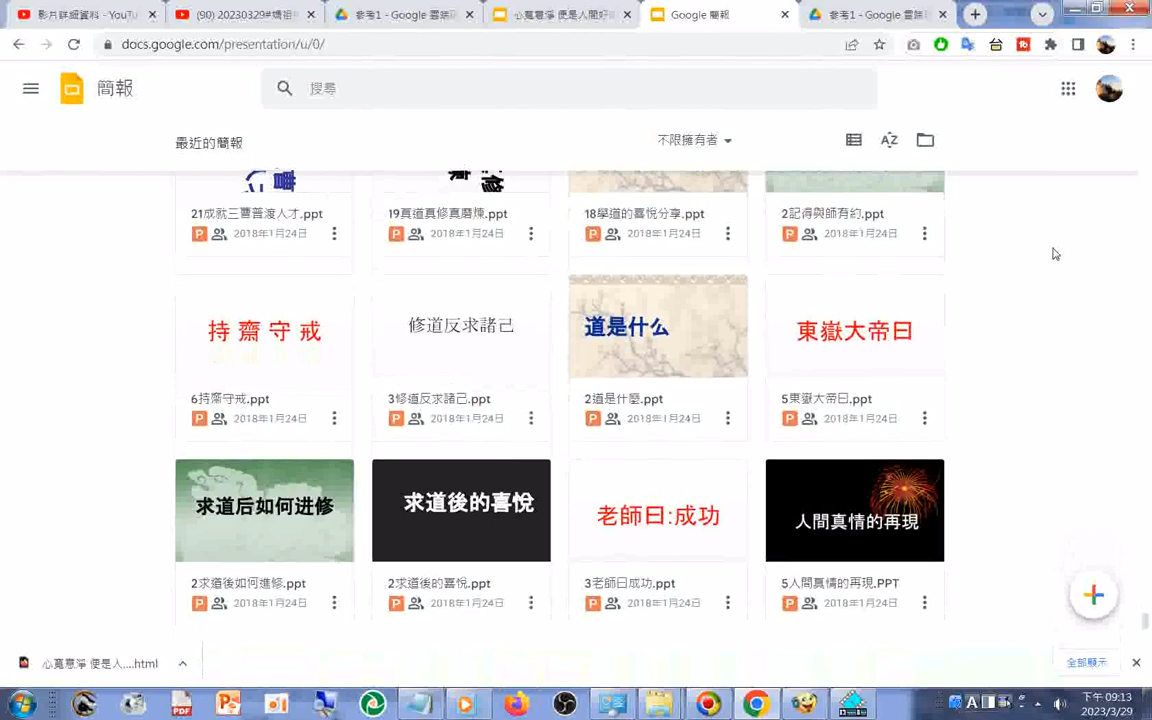 影片詳細資料 - YouTu
(90) 20230329#媽祖
參考1 - Google 雲端
心寬意淨 便是人間好
Google 簡報
參考1 - Google 雲端
docs.google.com/presentation/u/0/
簡報
搜尋
最近的簡報
不限擁有者
21成就三曹普渡人才.ppt
19真道真修真磨煉.ppt
18學道的喜悅分享.ppt
2記得與師有約.ppt
2018年1月24日
2018年1月24日
2018年1月24日
2018年1月24日
持 齋 守 戒
修道反求諸己
道是什么
東嶽大帝曰
6持齋守戒.ppt
3修道反求諸己.ppt
2道是什麼.ppt
5東嶽大帝曰.ppt
2018年1月24日
2018年1月24日
2018年1月24日
2018年1月24日
求道后如何进修
求道後的喜悅
老師曰:成功
人間真情的再現
2求道後如何進修.ppt
2求道後的喜悅.ppt
3老師曰成功.ppt
5人間真情的再現.PPT
2018年1月24日
2018年1月24日
2018年1月24日
2018年1月24日
心寬意淨 便是人....html
全部顯示
下午 09:13
2023/3/29